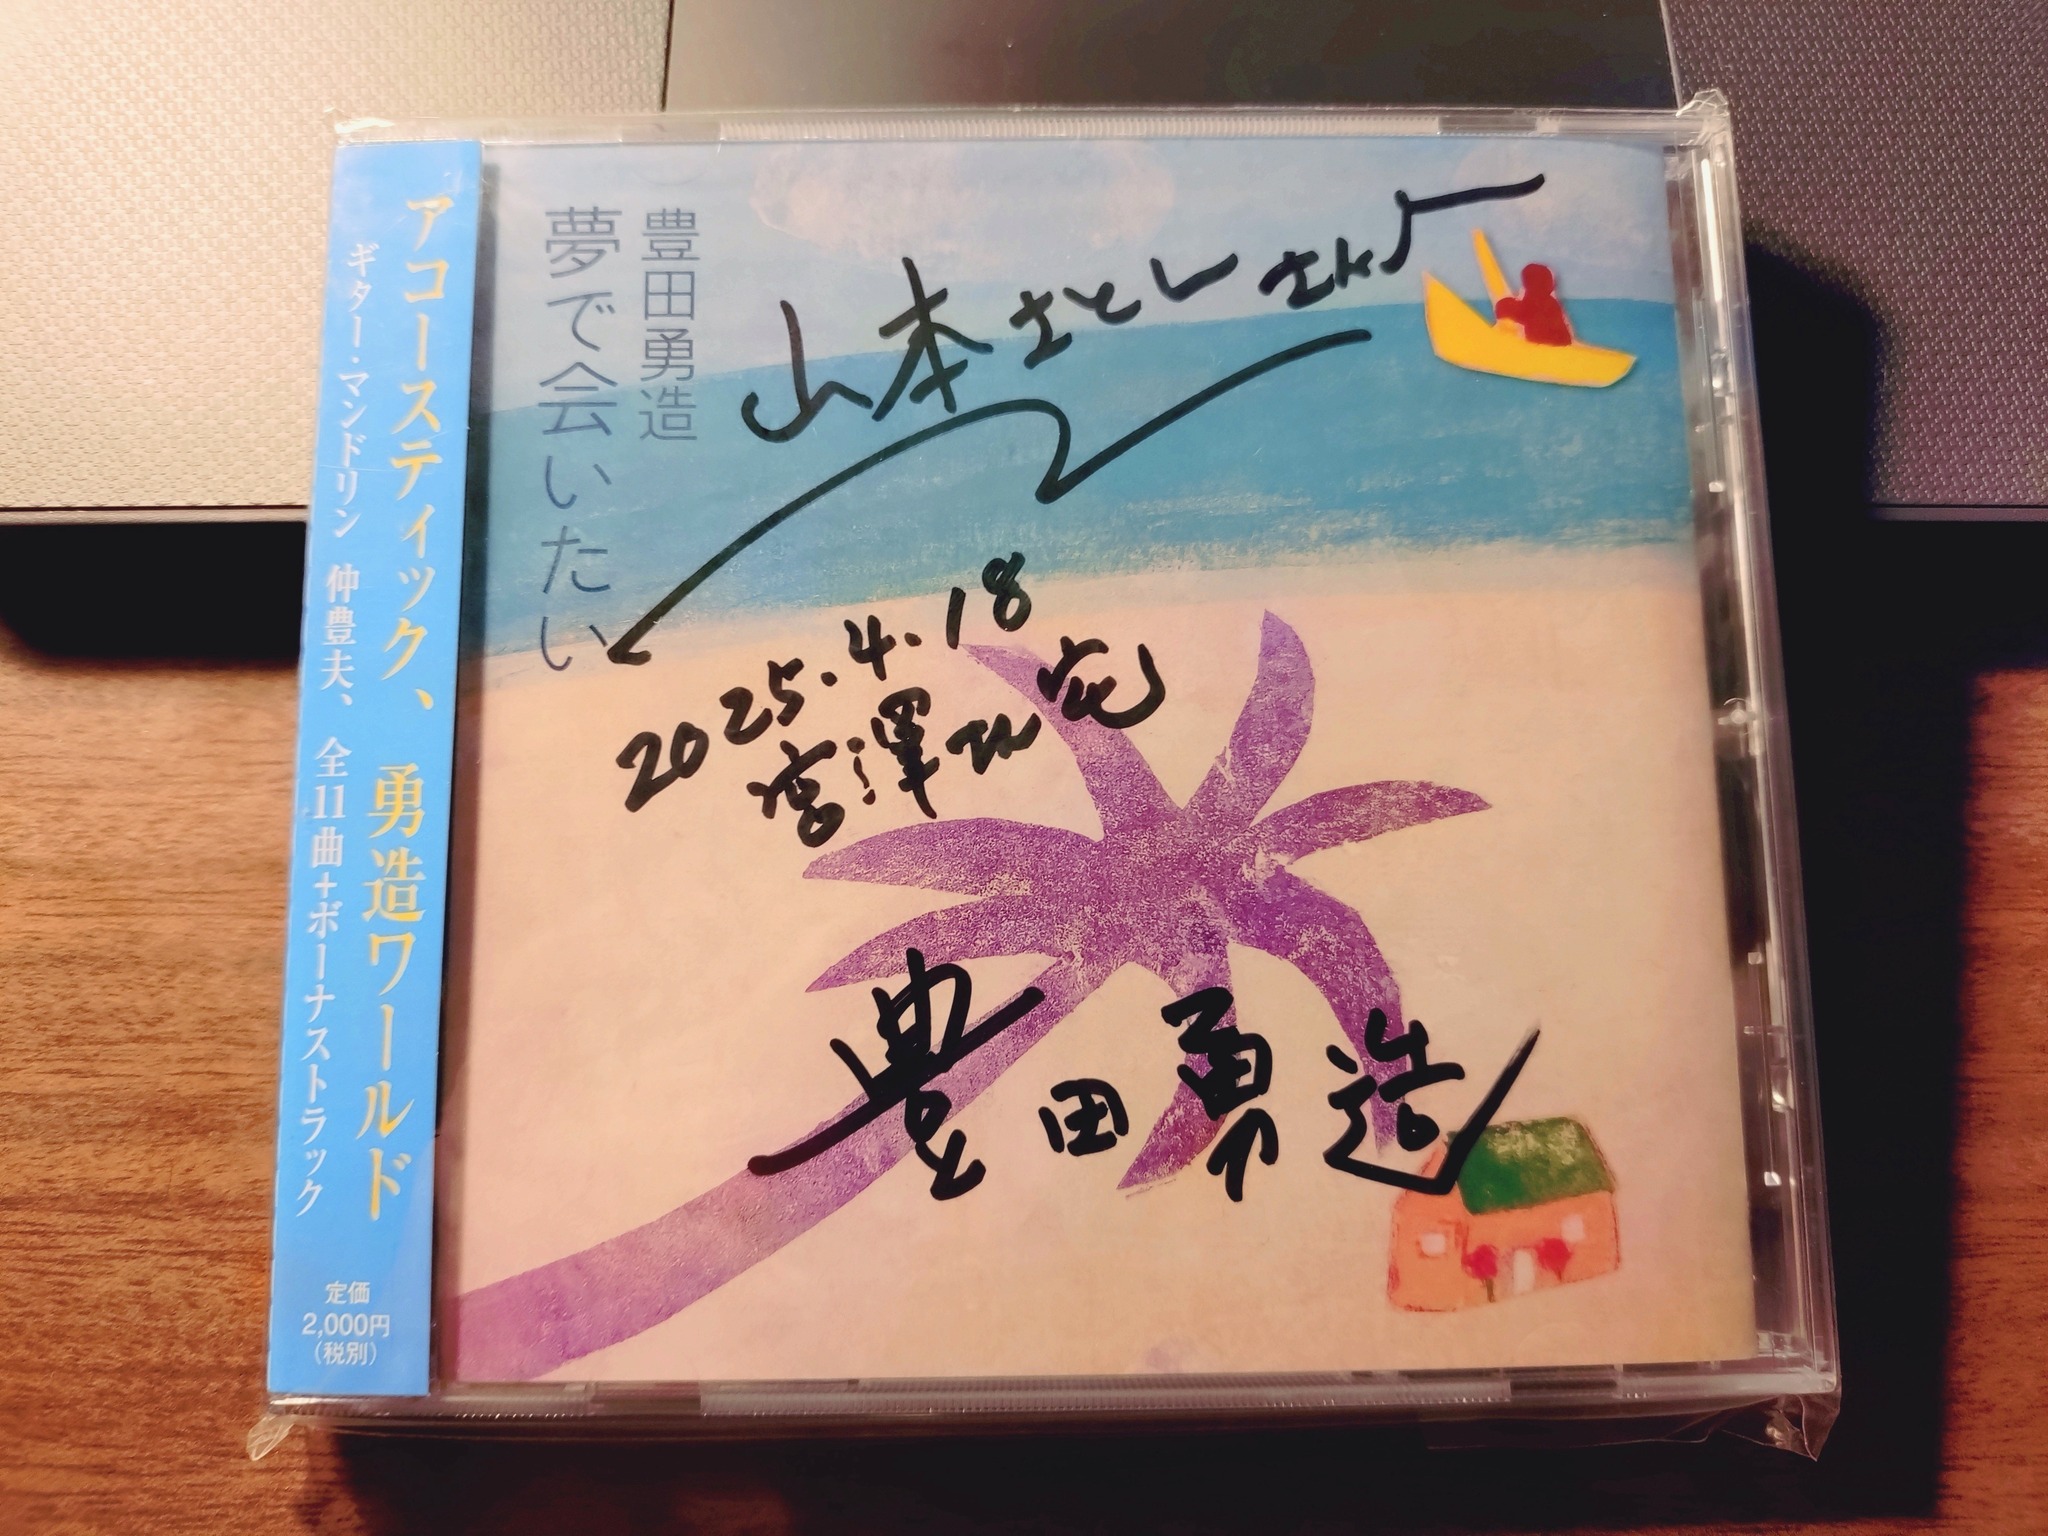 アコースティック、勇造ワールド
ギター・マンドリン 仲豊夫、全11曲+ボーナストラック
定価
2,000円
(税別)
豊田勇造
夢で会いたい
山本さとしさん
2025.4.18
豊田勇造